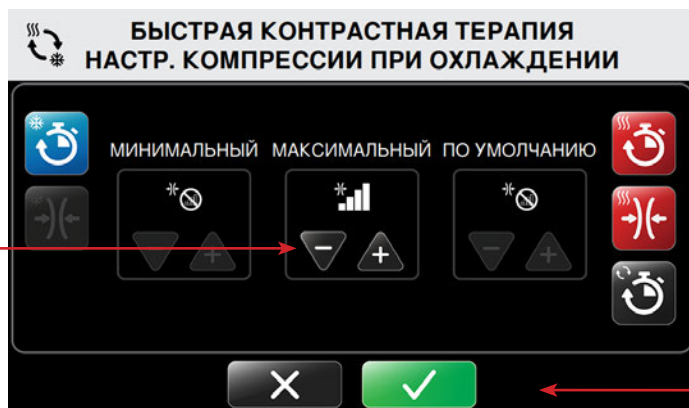 БЫСТРАЯ КОНТРАСТНАЯ ТЕРАПИЯ
НАСТР. КОМПРЕССИИ ПРИ ОХЛАЖДЕНИИ
МИНИМАЛЬНЫЙ МАКСИМАЛЬНЫЙ ПО УМОЛЧАНИЮ